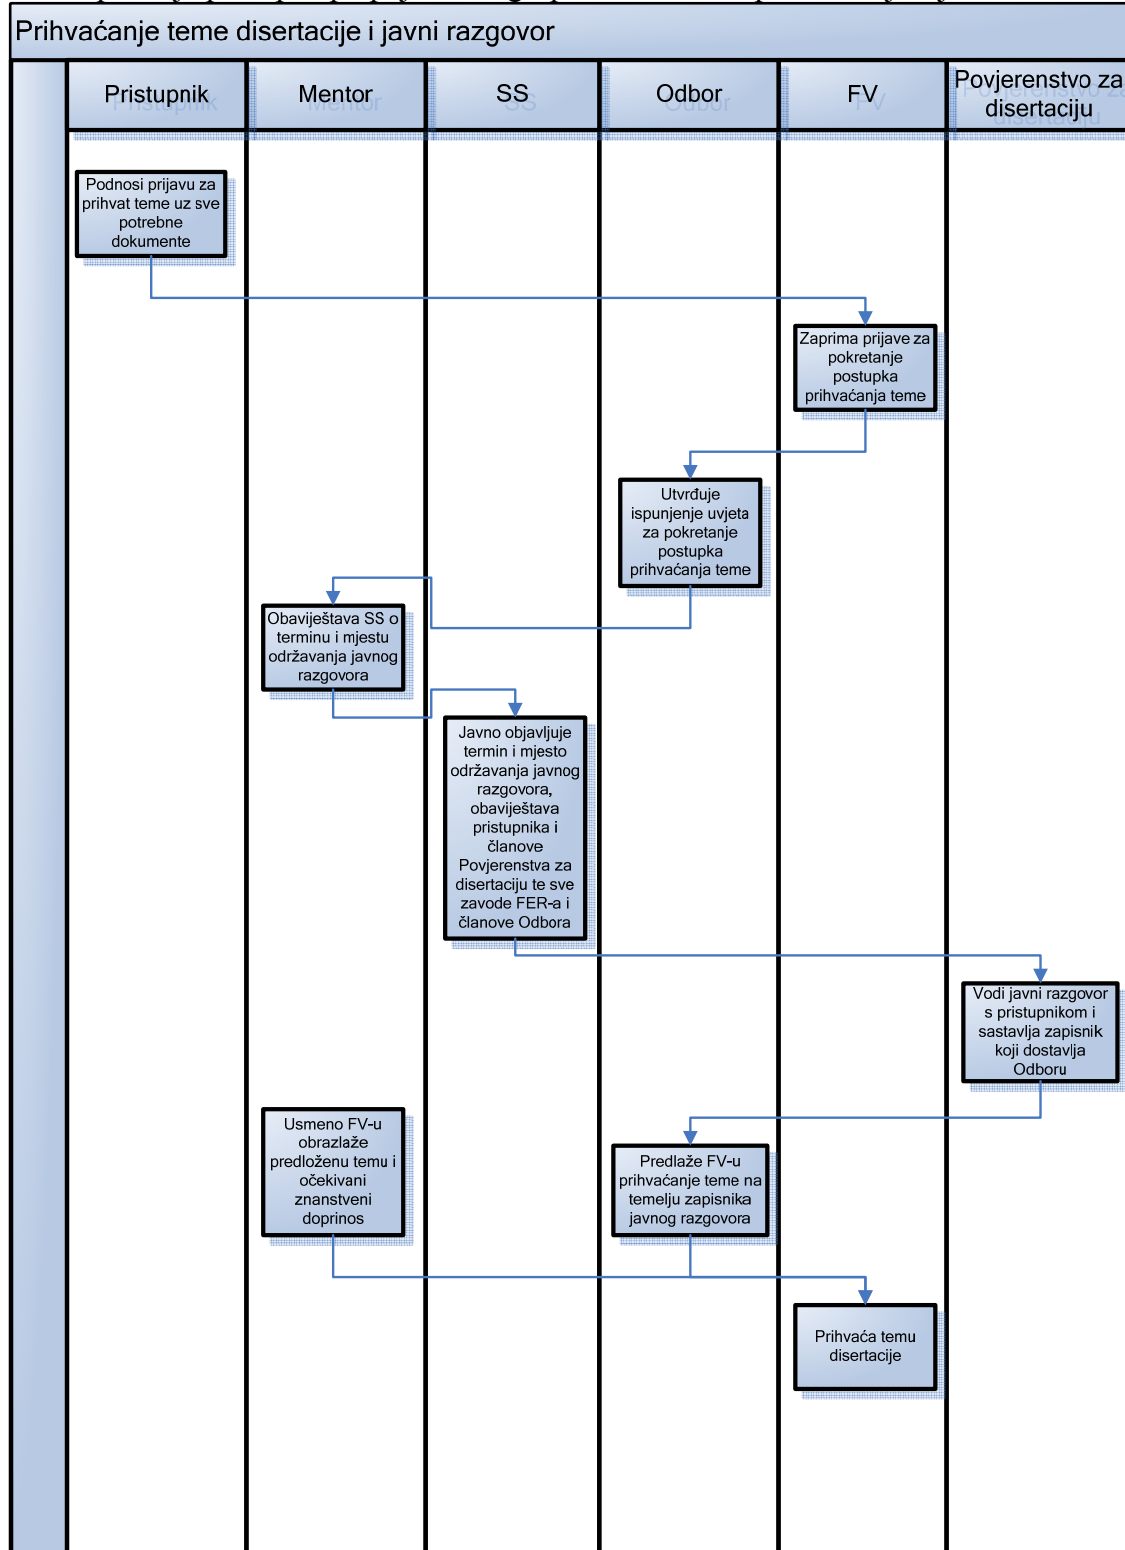 Prihvaćanje teme disertacije i javni razgovor
Pristupnik
Mentor
SS
Odbor
FV
Povjerenstvo za
disertaciju
Podnosi prijavu za
prihvat teme uz sve
potrebne
dokumente
Zaprima prijave za
pokretanje
postupka
prihvaćanja teme
Utvrđuje
ispunjenje uvjeta
za pokretanje
postupka
prihvaćanja teme
Obaviještava SS o
terminu i mjestu
održavanja javnog
razgovora
Javno objavljuje
termin i mjesto
održavanja javnog
razgovora,
obaviještava
pristupnika i
članove
Povjerenstva za
disertaciju te sve
zavode FER-a i
članove Odbora
Vodi javni razgovor
s pristupnikom i
sastavlja zapisnik
koji dostavlja
Odboru
Usmeno FV-u
obrazlaže
predloženu temu i
očekivani
znanstveni
doprinos
Predlaže FV-u
prihvaćanje teme na
temelju zapisnika
javnog razgovora
Prihvaća temu
disertacije